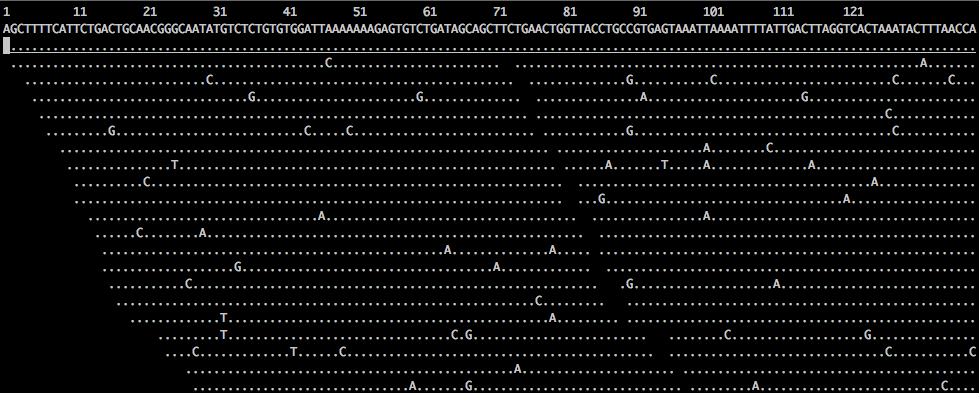 1 11 21 31 41 51 61 71 81 91 101 111 121
AGCTTTTCATTCTGACTGCAACGGGCAATATGTCTCTGTGTGGATTAAAAAAAGAGTGTCTGATAGCAGCTTCTGAACTGGTTACCTGCCGTGAGTAAATTAAAATTTTATTGACTTAGGTCACTAAATACTTTAACCA
C A
C G C C C
G G A G
C
G C C G C
A C
T A T A A
C A
G A
A A
C A
A A
G A
C G A
C
T A
T C G C G
C T C C C
A
A G A C